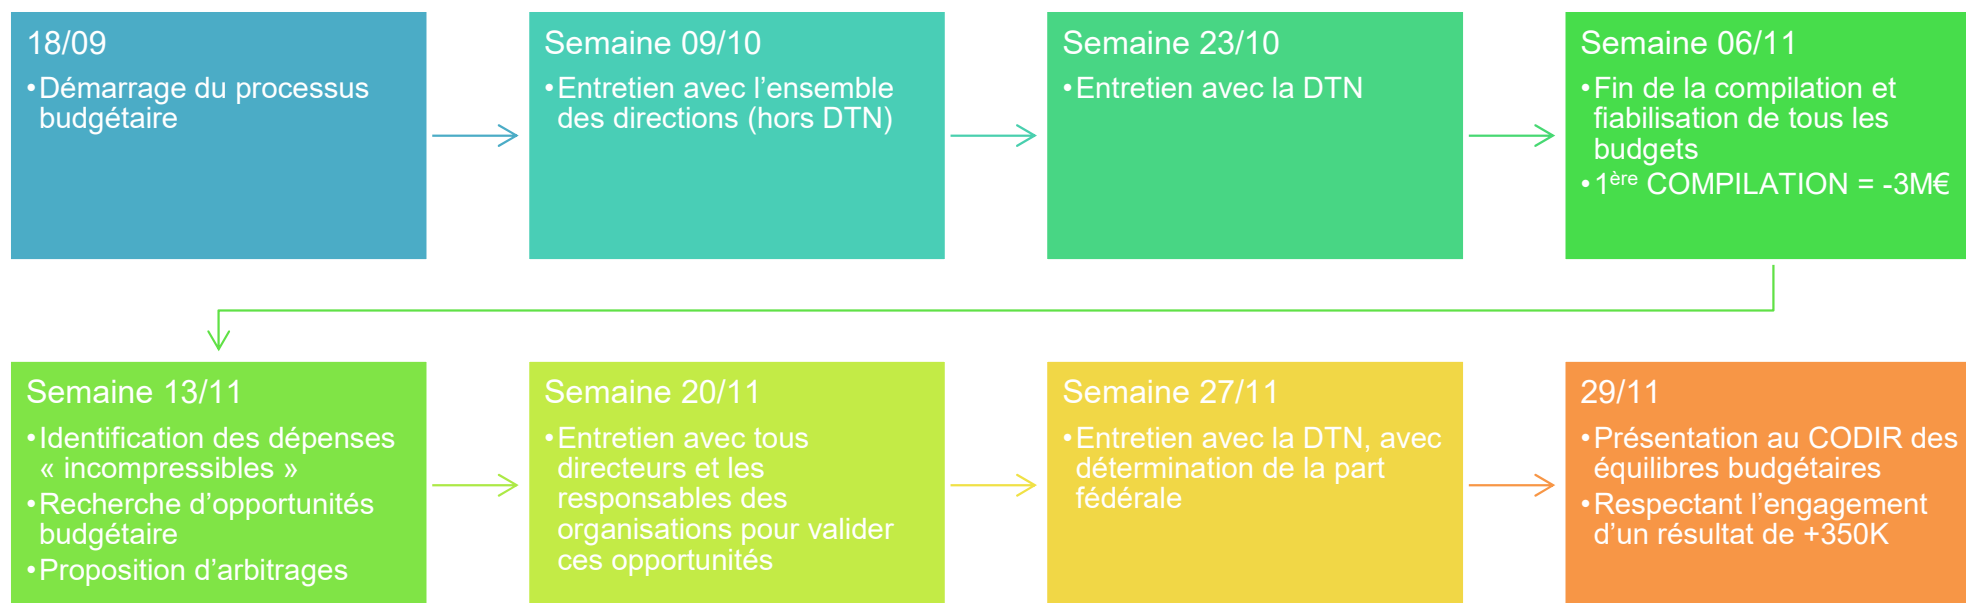 18/09
•Démarrage du processus
budgétaire
Semaine 09/10
•Entretien avec l’ensemble
des directions (hors DTN)
Semaine 23/10
•Entretien avec la DTN
Semaine 06/11
•Fin de la compilation et
fiabilisation de tous les
budgets
•1ère COMPILATION = -3M€
Semaine 13/11
•Identification des dépenses
« incompressibles »
•Recherche d’opportunités
budgétaire
•Proposition d’arbitrages
Semaine 20/11
•Entretien avec tous
directeurs et les
responsables des
organisations pour valider
ces opportunités
Semaine 27/11
•Entretien avec la DTN, avec
détermination de la part
fédérale
29/11
•Présentation au CODIR des
équilibres budgétaires
•Respectant l’engagement
d’un résultat de +350K